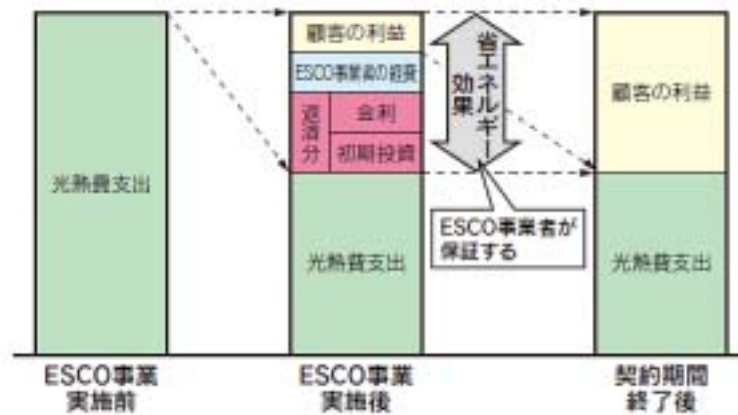 顧客の利益
ESCO事業者の経費
返済分
金利
初期投資
光熱費支出
光熱費支出
省エネルギー
効果
ESCO事業者が
保証する
顧客の利益
光熱費支出
ESCO事業
実施前
ESCO事業
実施後
契約期間
終了後